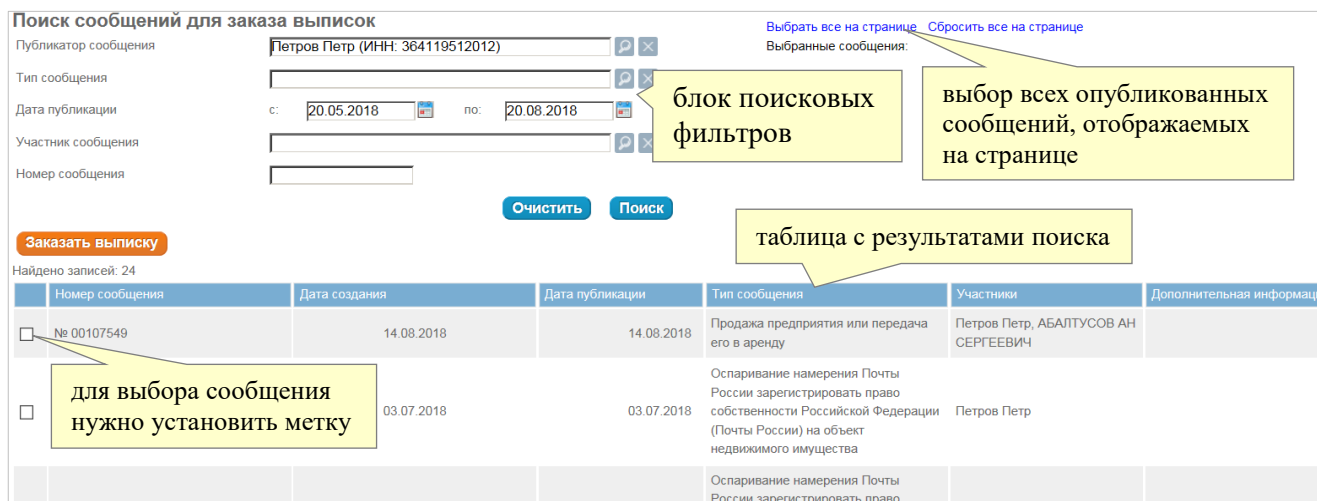 Поиск сообщений для заказа выписок
Выбрать все на странице Сбросить все на странице
Публикатор сообщения Петров Петр (ИНН: 364119512012)
Выбранные сообщения:
Тип сообщения
Дата публикации с: 20.05.2018 по: 20.08.2018
Участник сообщения
Номер сообщения
блок поисковых
фильтров
выбор всех опубликованных
сообщений, отображаемых
на странице
Очистить Поиск
таблица с результатами поиска
Заказать выписку
Найдено записей: 24
Номер сообщения Дата создания Дата публикации Тип сообщения Участники Дополнительная информац
№ 00107549 14.08.2018 14.08.2018
Продажа предприятия или передача
его в аренду
Петров Петр, АБАЛТУСОВ АН
СЕРГЕЕВИЧ
для выбора сообщения
нужно установить метку
03.07.2018 03.07.2018
Оспаривание намерения Почты
России зарегистрировать право
собственности Российской Федерации
(Почты России) на объект
недвижимого имущества
Петров Петр
Оспаривание намерения Почты
России зарегистрировать право